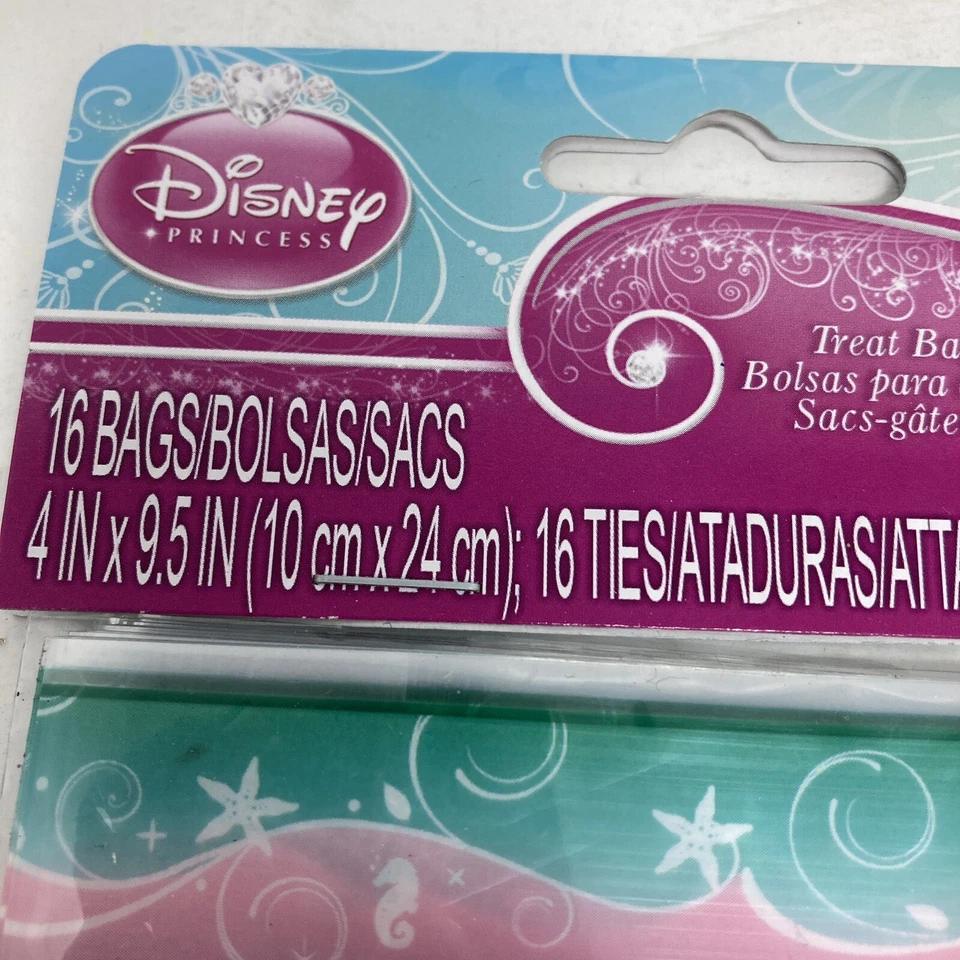 Disney
PRINCESS
Treat Ba
Bolsas para
Sacs-gâte
16 BAGS/BOLSAS/SACS
4 IN x 9.5 IN (10 cm x 24 cm); 16 TIES/ATADURAS/ATTA